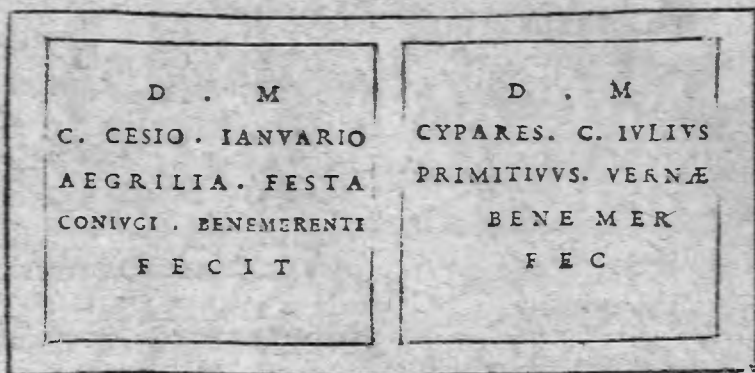 D . M
C. CESIO . IANVARIO
AEGRILIA . FESTA
CONIVGI . BENEMERENTI
F E C I T
D . M
CYPARES. C. IVLIVS
PRIMITIVVS. VERNÆ
BENE MER
F E C